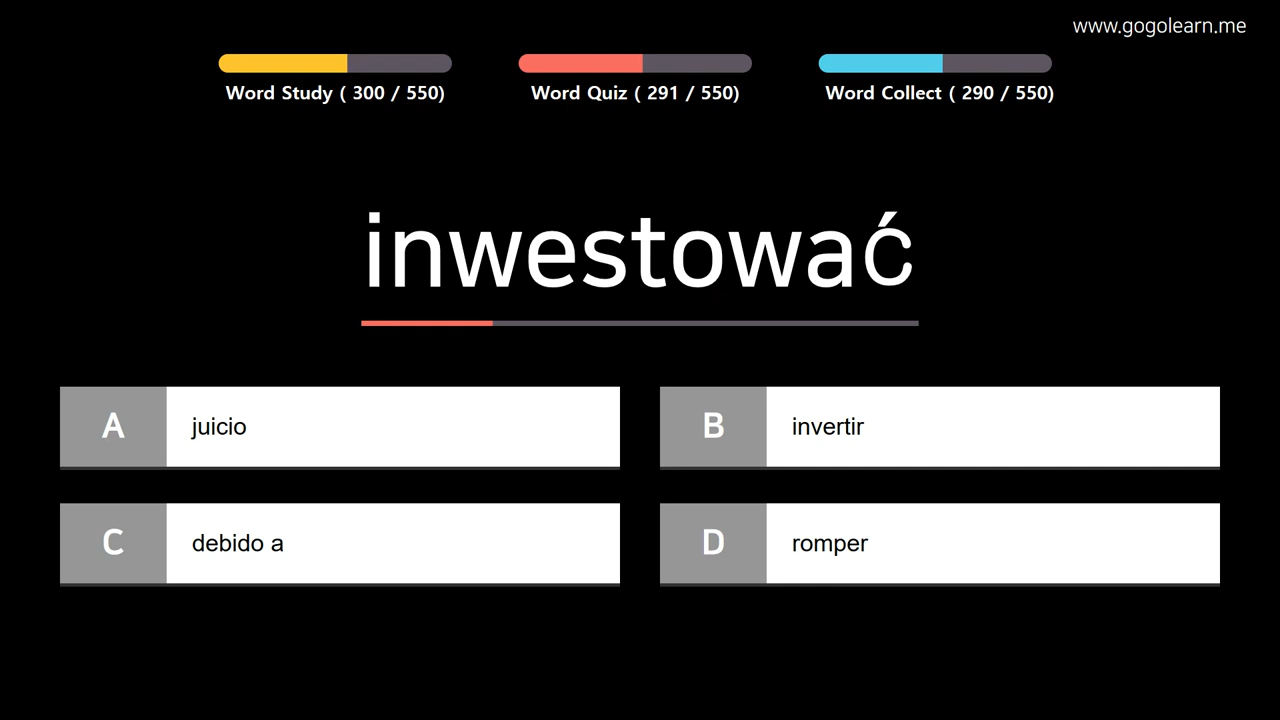 www.gogolearn.me
Word Study ( 300 / 550)
Word Quiz ( 291 / 550)
Word Collect ( 290 / 550)
inwestować
A juicio
B invertir
C debido a
D romper